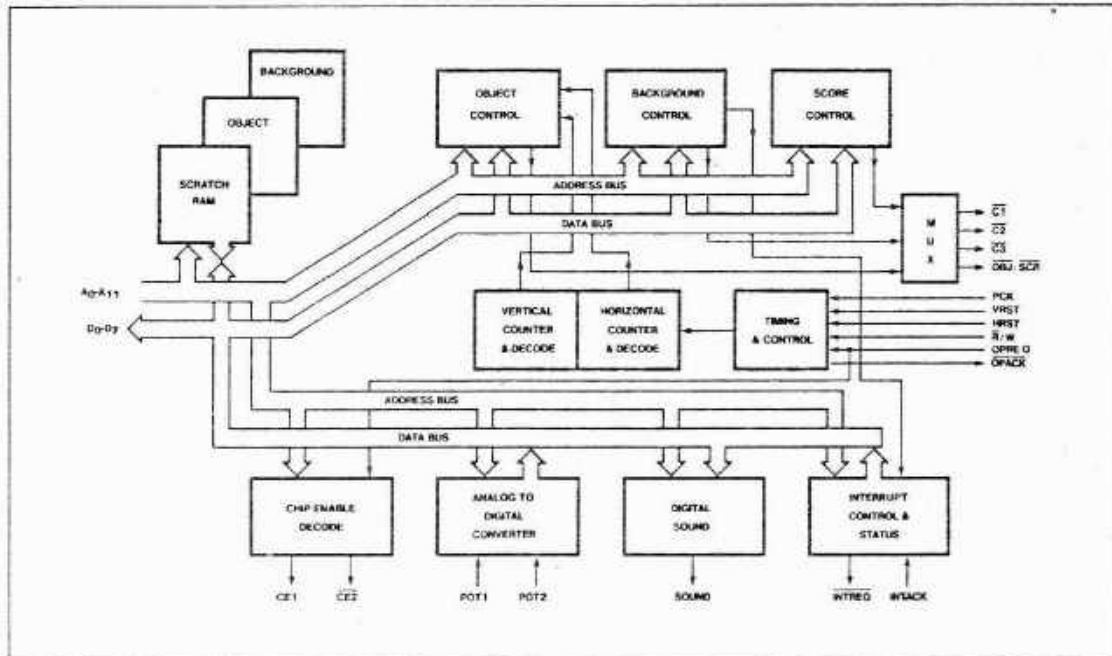 BACKGROUND
OBJECT
SCRATCH
RAM
OBJECT
CONTROL
BACKGROUND
CONTROL
SCORE
CONTROL
ADDRESS BUS
DATA BUS
M
U
X
C1
C2
C3
OBJ/SCR
A0-A11
D0-D7
VERTICAL
COUNTER
& DECODE
HORIZONTAL
COUNTER
& DECODE
TIMING
& CONTROL
PCK
VRST
HRST
R/W
OPREQ
OPACK
ADDRESS BUS
DATA BUS
CHIP ENABLE
DECODE
ANALOG TO
DIGITAL
CONVERTER
DIGITAL
SOUND
INTERRUPT
CONTROL &
STATUS
CE1
CE2
POT1
POT2
SOUND
INTREQ
INTACK